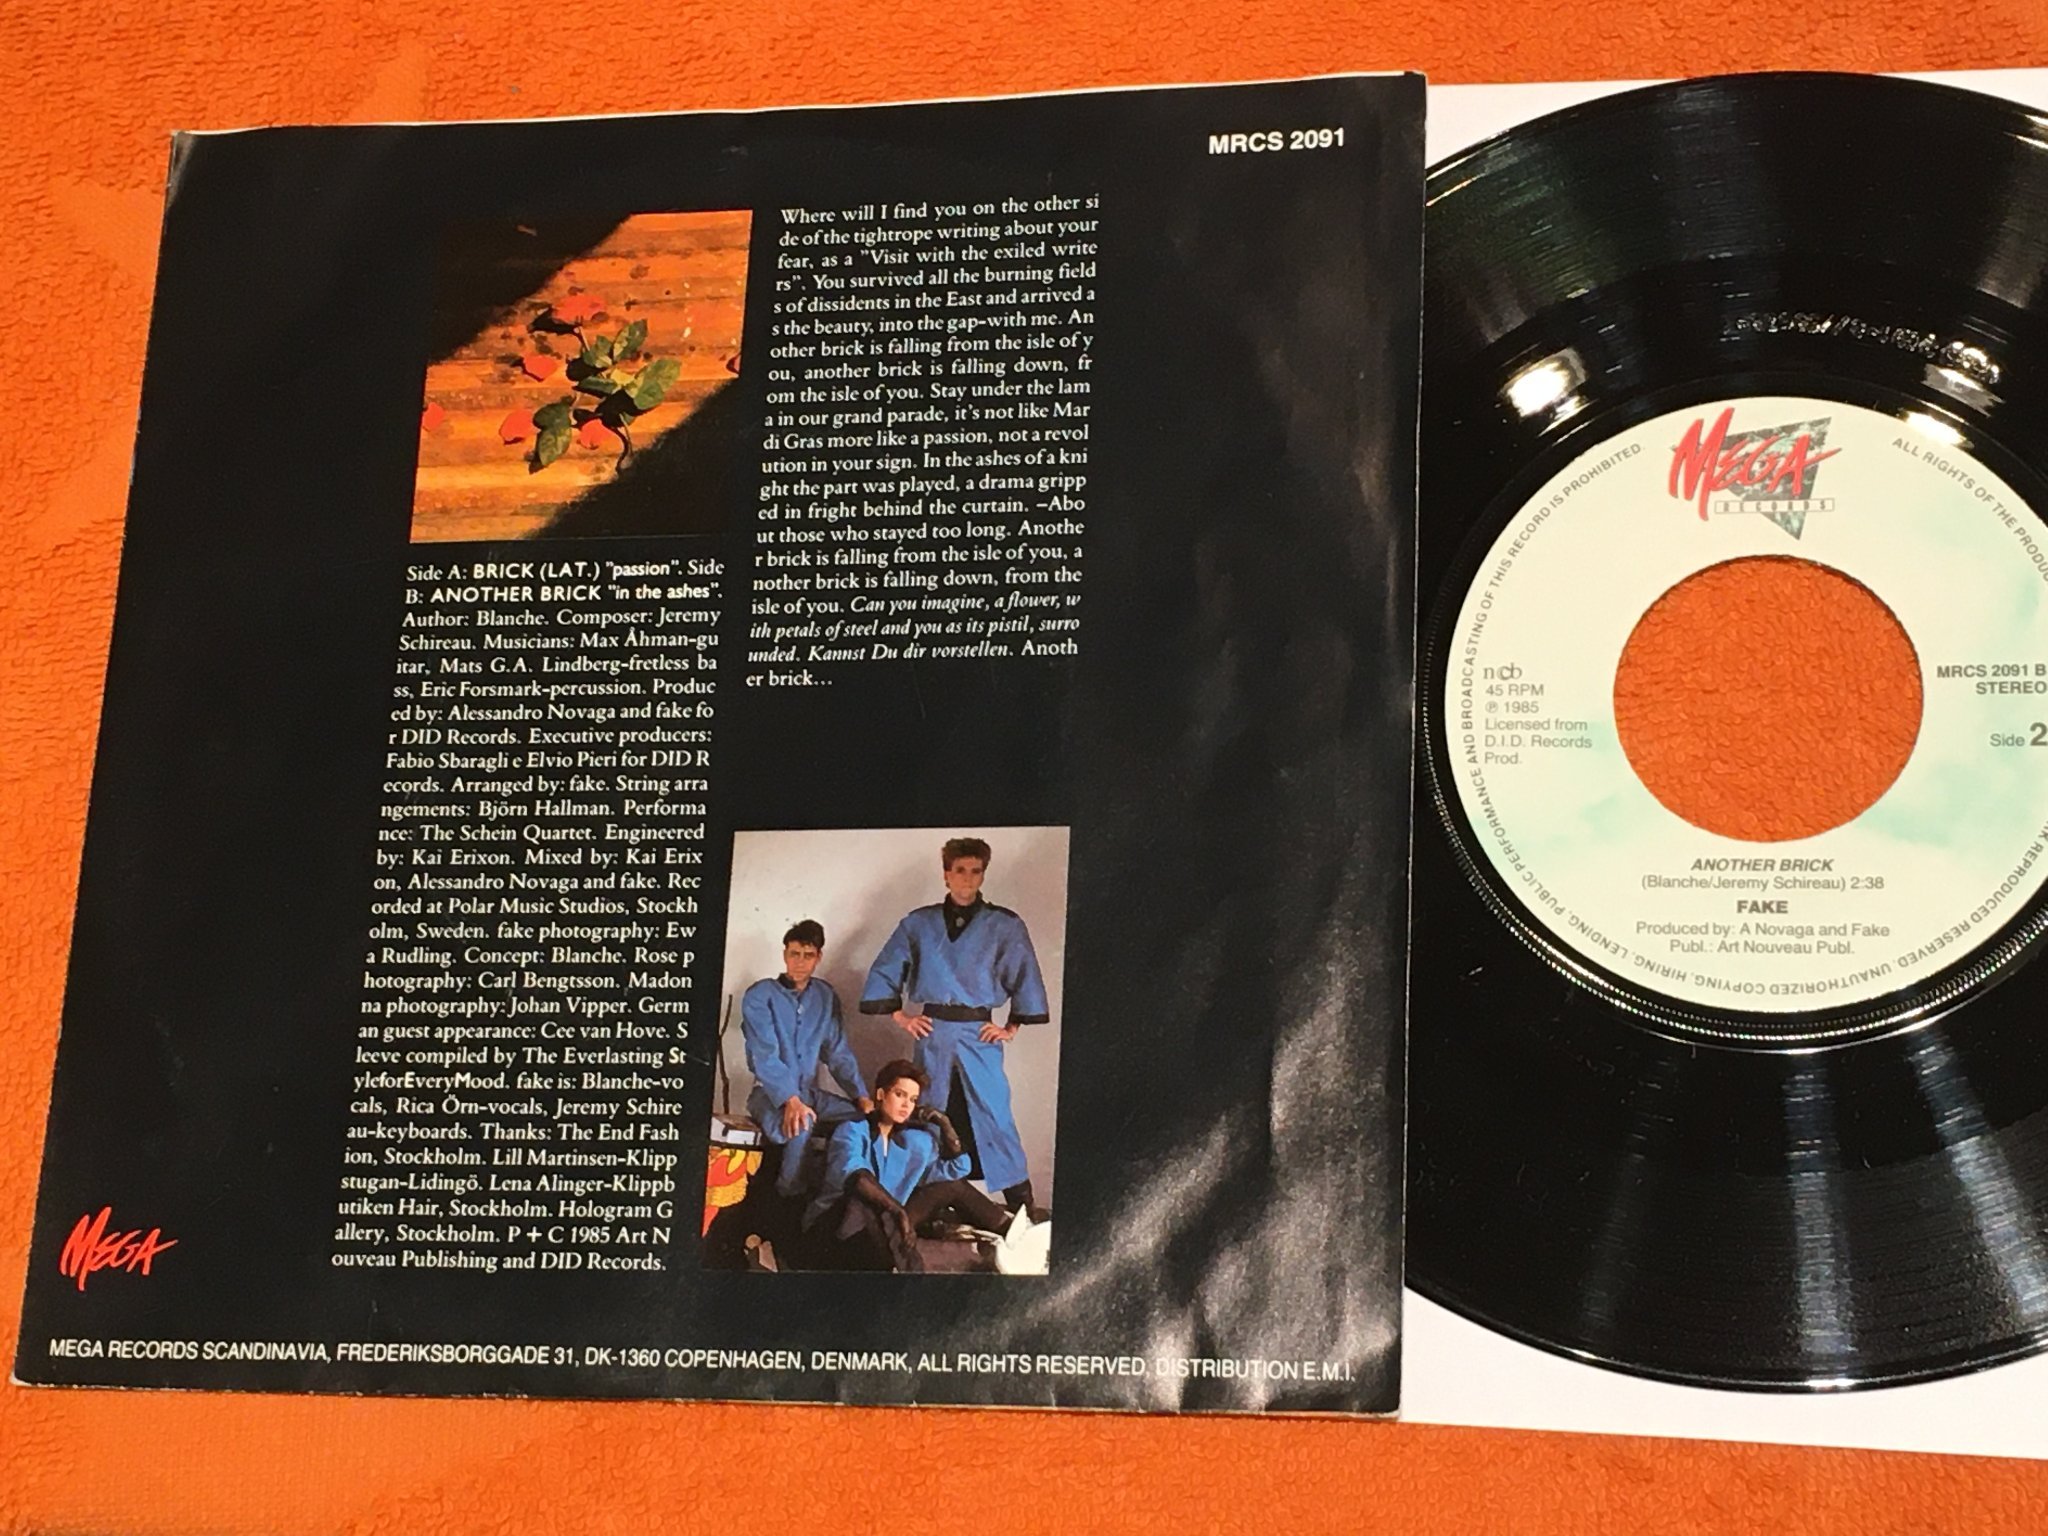 MRCS 2091
Side A: BRICK (LAT.) "passion". Side
B: ANOTHER BRICK "in the ashes".
Author: Blanche. Composer: Jeremy
Schireau. Musicians: Max Åhman-gu
itar, Mats G.A. Lindberg-fretless ba
ss, Eric Forsmark-percussion. Produc
ed by: Alessandro Novaga and fake fo
r DID Records. Executive producers:
Fabio Sbaragli e Elvio Pieri for DID R
ecords. Arranged by: fake. String arra
ngements: Björn Hallman. Performa
nce: The Schein Quartet. Engineered
by: Kai Erixon. Mixed by: Kai Erix
on, Alessandro Novaga and fake. Rec
orded at Polar Music Studios, Stockh
olm, Sweden. fake photography: Ew
a Rudling. Concept: Blanche. Rose p
hotography: Carl Bengtsson. Madon
na photography: Johan Vipper. Germ
an guest appearance: Cee van Hove. S
leeve compiled by The Everlasting St
yleforEveryMood. fake is: Blanche-vo
cals, Rica Örn-vocals, Jeremy Schire
au-keyboards. Thanks: The End Fash
ion, Stockholm. Lill Martinsen-Klipp
stugan-Lidingö. Lena Alinger-Klippb
utiken Hair, Stockholm. Hologram G
allery, Stockholm. P + C 1985 Art N
ouveau Publishing and DID Records.
Where will I find you on the other si
de of the tightrope writing about your
fear, as a "Visit with the exiled write
rs". You survived all the burning field
s of dissidents in the East and arrived a
s the beauty, into the gap-with me. An
other brick is falling from the isle of y
ou, another brick is falling down, fr
om the isle of you. Stay under the lam
a in our grand parade, it's not like Mar
di Gras more like a passion, not a revol
ution in your sign. In the ashes of a kni
ght the part was played, a drama gripp
ed in fright behind the curtain. –Abo
ut those who stayed too long. Anothe
r brick is falling from the isle of you, a
nother brick is falling down, from the
isle of you. Can you imagine, a flower, w
ith petals of steel and you as its pistil, surro
unded. Kannst Du dir vorstellen. Anoth
er brick...
MEGA
MEGA RECORDS SCANDINAVIA, FREDERIKSBORGGADE 31, DK-1360 COPENHAGEN, DENMARK, ALL RIGHTS RESERVED, DISTRIBUTION E.M.I.
MEGA
RECORDS
ALL RIGHTS OF THE PRODUC
REPRODUCED RESERVED. UNAUTHORIZED COPYING, HIRING, LENDING, PUBLIC PERFORMANCE AND BROADCASTING OF THIS RECORD IS PROHIBITED.
ncb
45 RPM
℗ 1985
Licensed from
D.I.D. Records
Prod.
MRCS 2091 B
STEREO
Side 2
ANOTHER BRICK
(Blanche/Jeremy Schireau) 2:38
FAKE
Produced by: A Novaga and Fake
Publ.: Art Nouveau Publ.